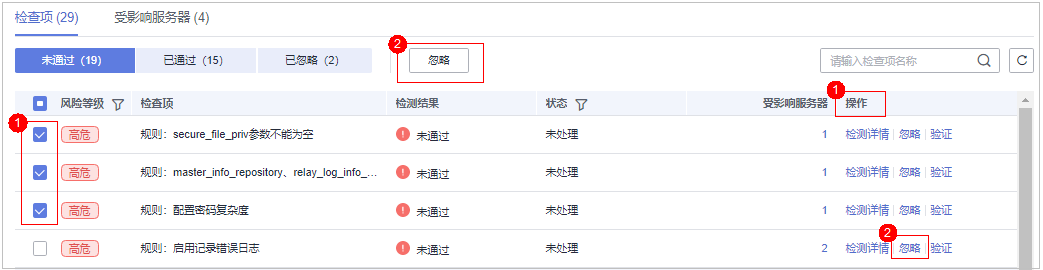 检查项 (29) 受影响服务器 (4)
未通过（19） 已通过（15） 已忽略（2） 2 忽略 请输入检查项名称
风险等级 检查项 检测结果 状态 受影响服务器 1 操作
1 高危 规则：secure_file_priv参数不能为空 未通过 未处理 1 检测详情 忽略 验证
高危 规则：master_info_repository、relay_log_info_... 未通过 未处理 1 检测详情 忽略 验证
高危 规则：配置密码复杂度 未通过 未处理 1 检测详情 忽略 验证
高危 规则：启用记录错误日志 未通过 未处理 2 检测详情 2 忽略 验证